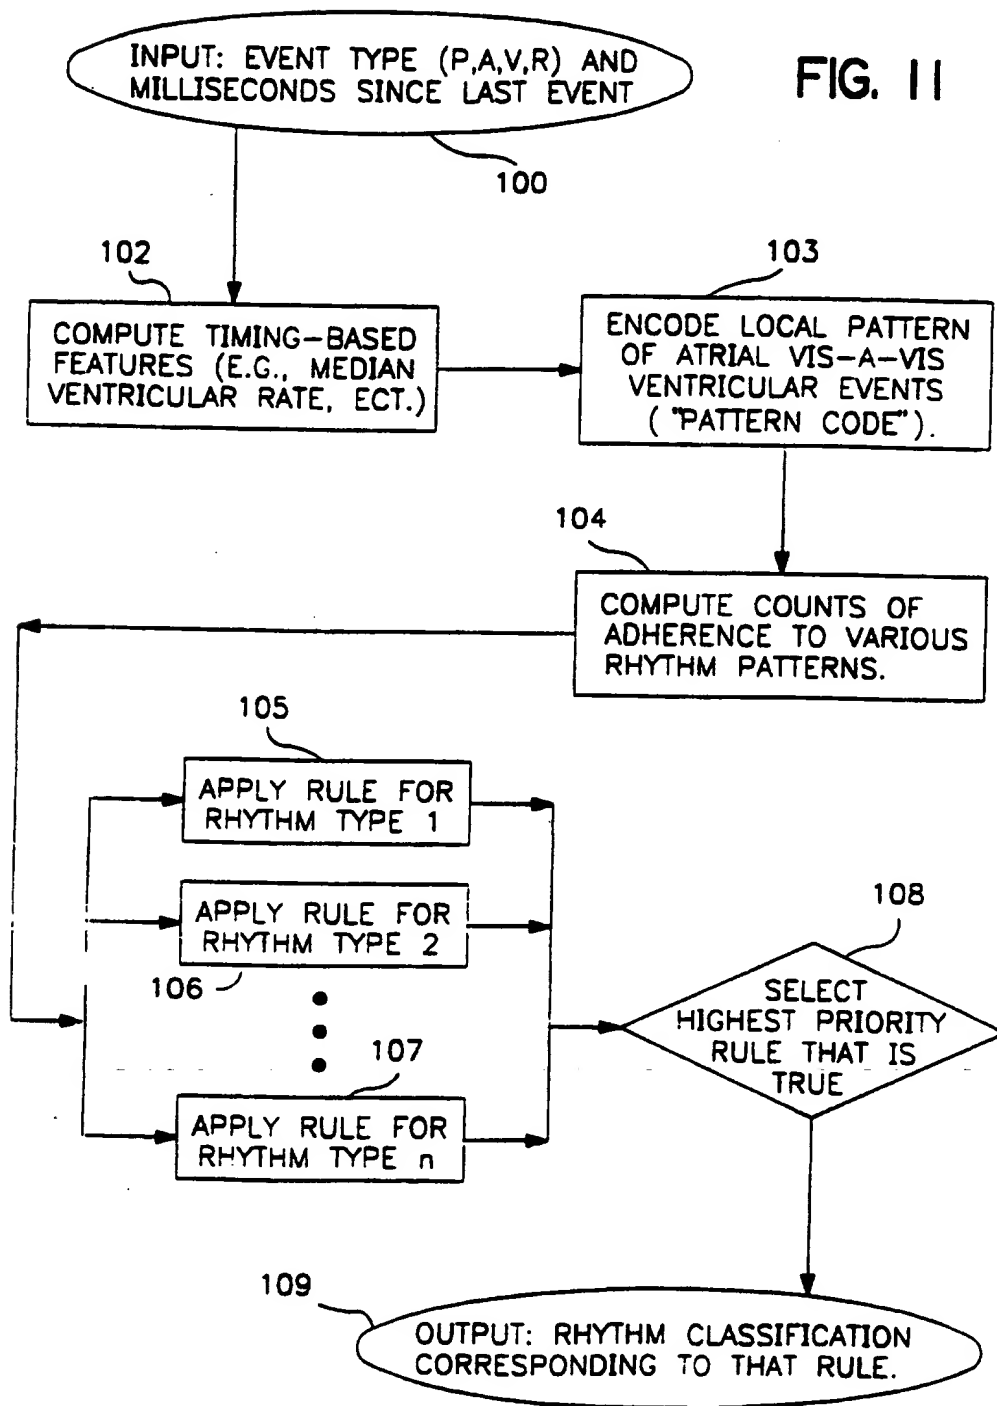 INPUT: EVENT TYPE (P,A,V,R) AND
MILLISECONDS SINCE LAST EVENT
FIG. 11
100
102
COMPUTE TIMING-BASED
FEATURES (E.G., MEDIAN
VENTRICULAR RATE, ECT.)
103
ENCODE LOCAL PATTERN
OF ATRIAL VIS-A-VIS
VENTRICULAR EVENTS
("PATTERN CODE").
104
COMPUTE COUNTS OF
ADHERENCE TO VARIOUS
RHYTHM PATTERNS.
105
APPLY RULE FOR
RHYTHM TYPE 1
APPLY RULE FOR
RHYTHM TYPE 2
106
107
APPLY RULE FOR
RHYTHM TYPE n
108
SELECT
HIGHEST PRIORITY
RULE THAT IS
TRUE
109
OUTPUT: RHYTHM CLASSIFICATION
CORRESPONDING TO THAT RULE.